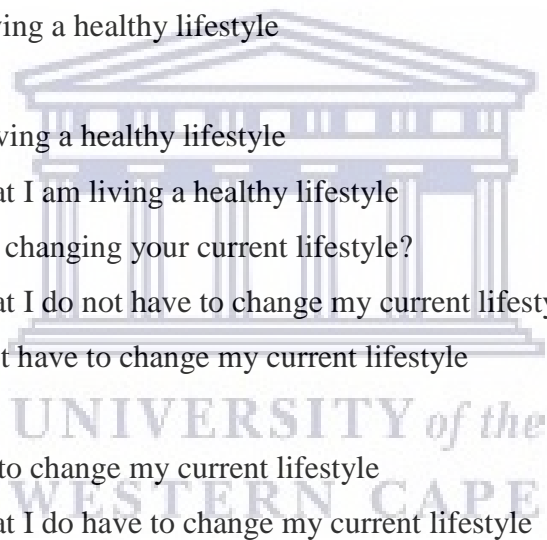 ving a healthy lifestyle
ving a healthy lifestyle
at I am living a healthy lifestyle
changing your current lifestyle?
at I do not have to change my current lifesty
t have to change my current lifestyle
UNIVERSITY of the
to change my current lifestyle
WESTERN CAPE
at I do have to change my current lifestyle